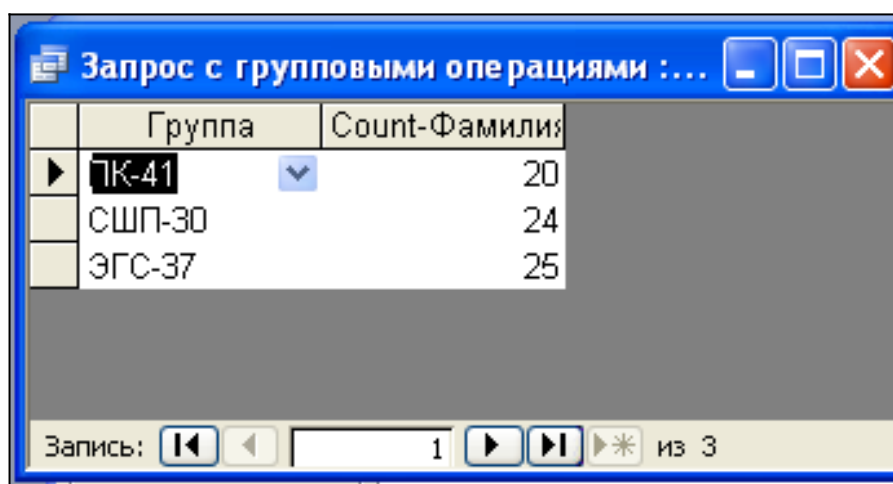 Запрос с групповыми операциями :...
Группа Count-Фамилия
ПК-41 20
СШП-30 24
ЭГС-37 25
Запись: 1 из 3